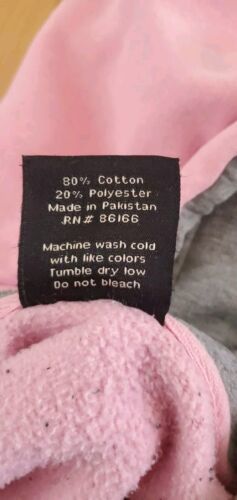 80% Cotton
20% Polyester
Made in Pakistan
RN# 86166
Machine wash cold
with like colors
Tumble dry low
Do not bleach